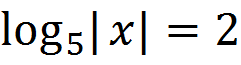 log₅|x| = 2